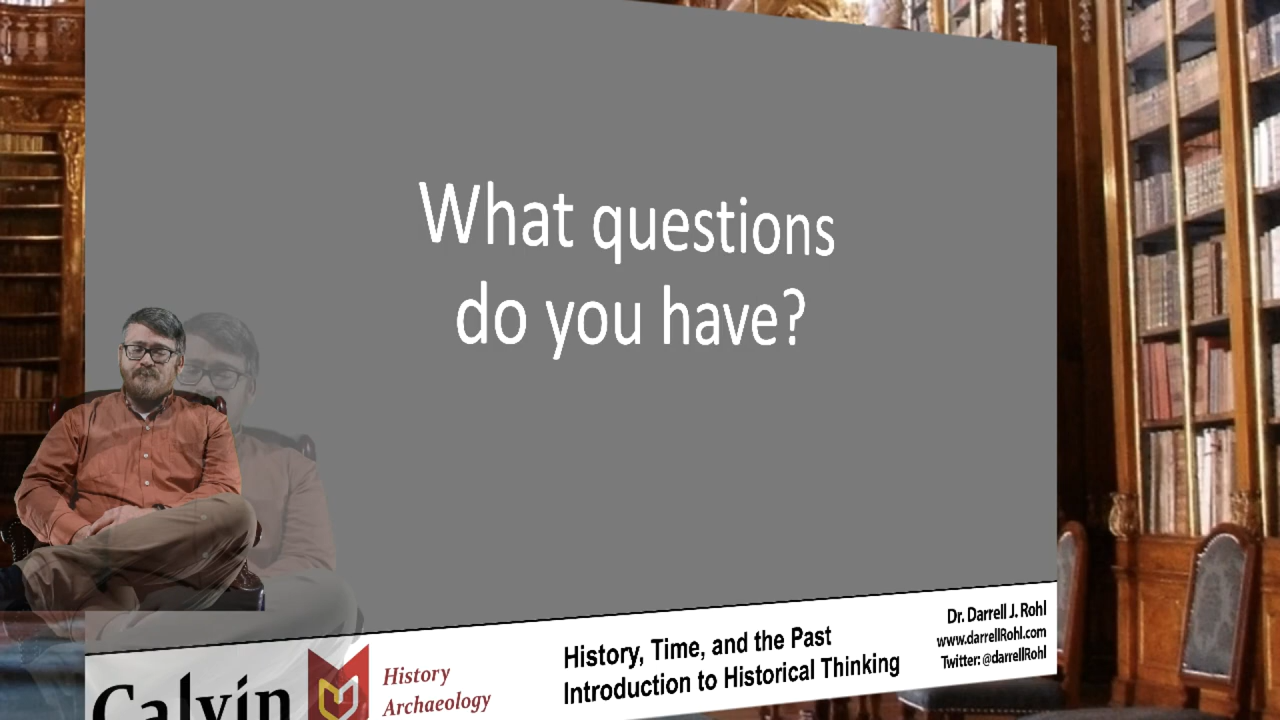 What questions
do you have?
Calvin
History
Archaeology
History, Time, and the Past
Introduction to Historical Thinking
Dr. Darrell J. Rohl
www.darrellRohl.com
Twitter: @darrellRohl